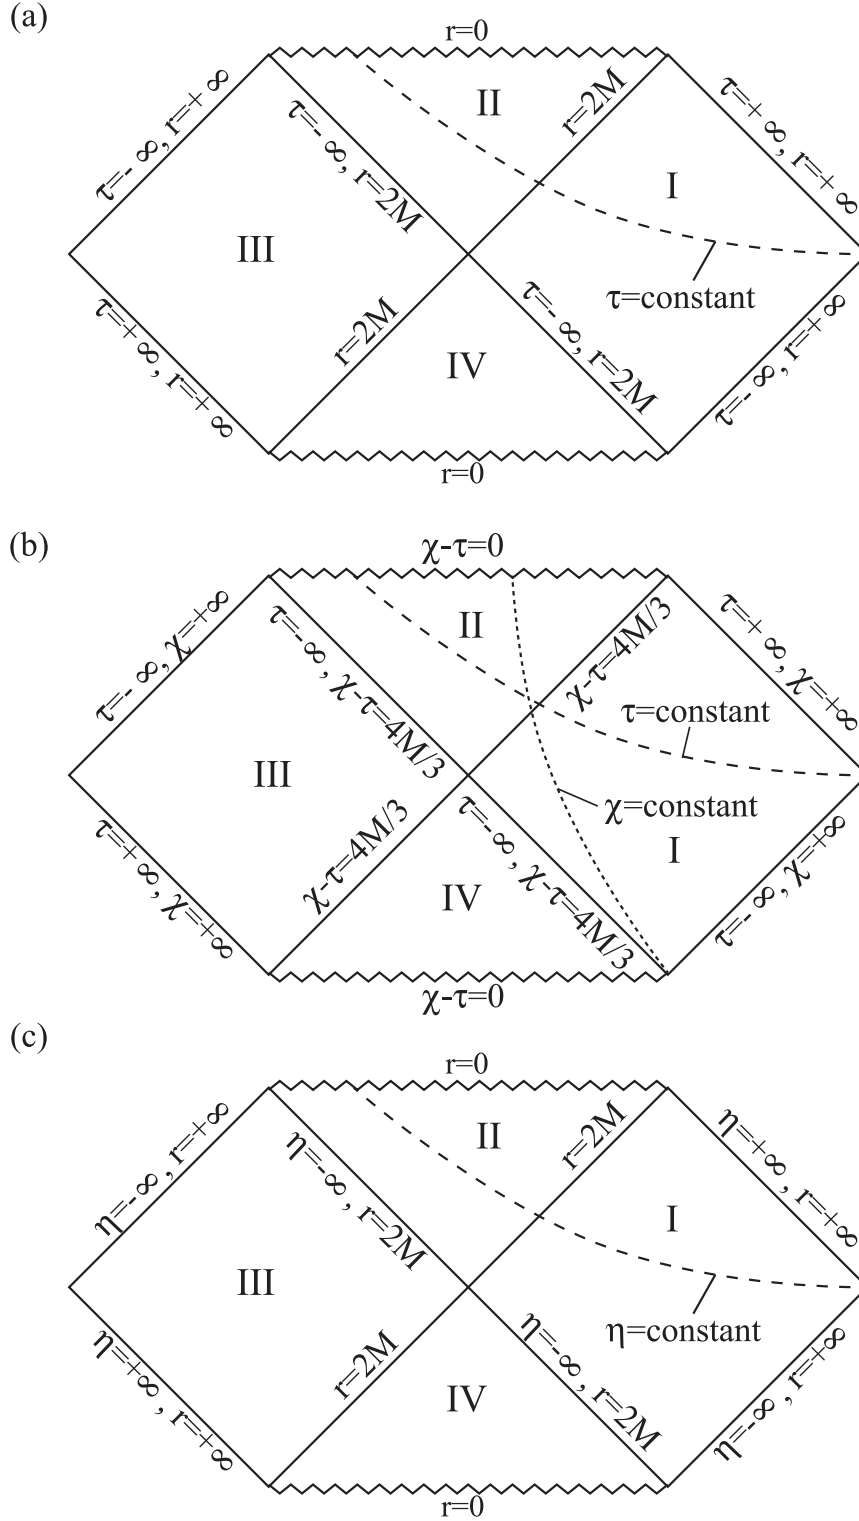 (a)
r=0
τ=-∞, r=+∞
II
r=2M
τ=+∞, r=+∞
τ=-∞, r=2M
I
III
τ=constant
τ=+∞, r=+∞
r=2M
IV
τ=-∞, r=2M
τ=-∞, r=+∞
r=0
(b)
χ-τ=0
τ=-∞, χ=+∞
II
χ-τ=4M/3
τ=+∞, χ=+∞
τ=-∞, χ-τ=4M/3
τ=constant
III
χ=constant
I
τ=+∞, χ=+∞
χ-τ=4M/3
IV
τ=-∞, χ-τ=4M/3
τ=-∞, χ=+∞
χ-τ=0
(c)
r=0
η=-∞, r=+∞
II
r=2M
η=+∞, r=+∞
η=-∞, r=2M
I
III
η=constant
η=+∞, r=+∞
r=2M
IV
η=-∞, r=2M
η=-∞, r=+∞
r=0